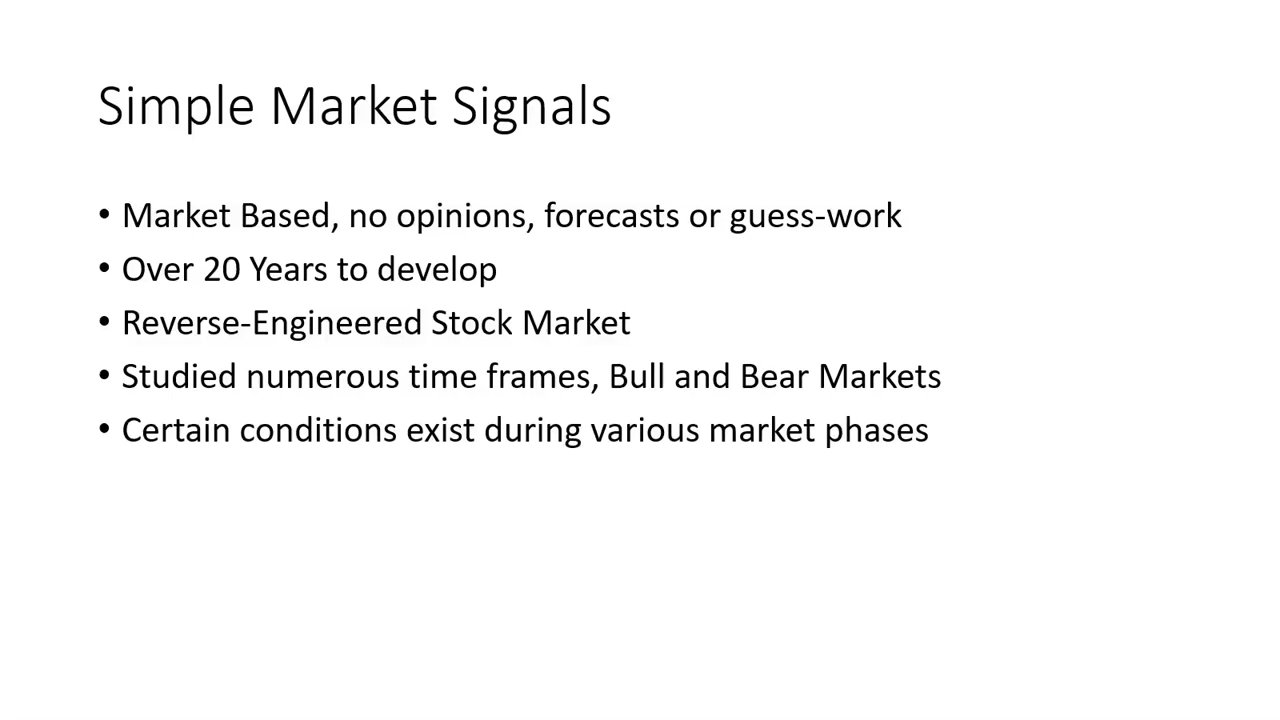 Simple Market Signals
• Market Based, no opinions, forecasts or guess-work
• Over 20 Years to develop
• Reverse-Engineered Stock Market
• Studied numerous time frames, Bull and Bear Markets
• Certain conditions exist during various market phases